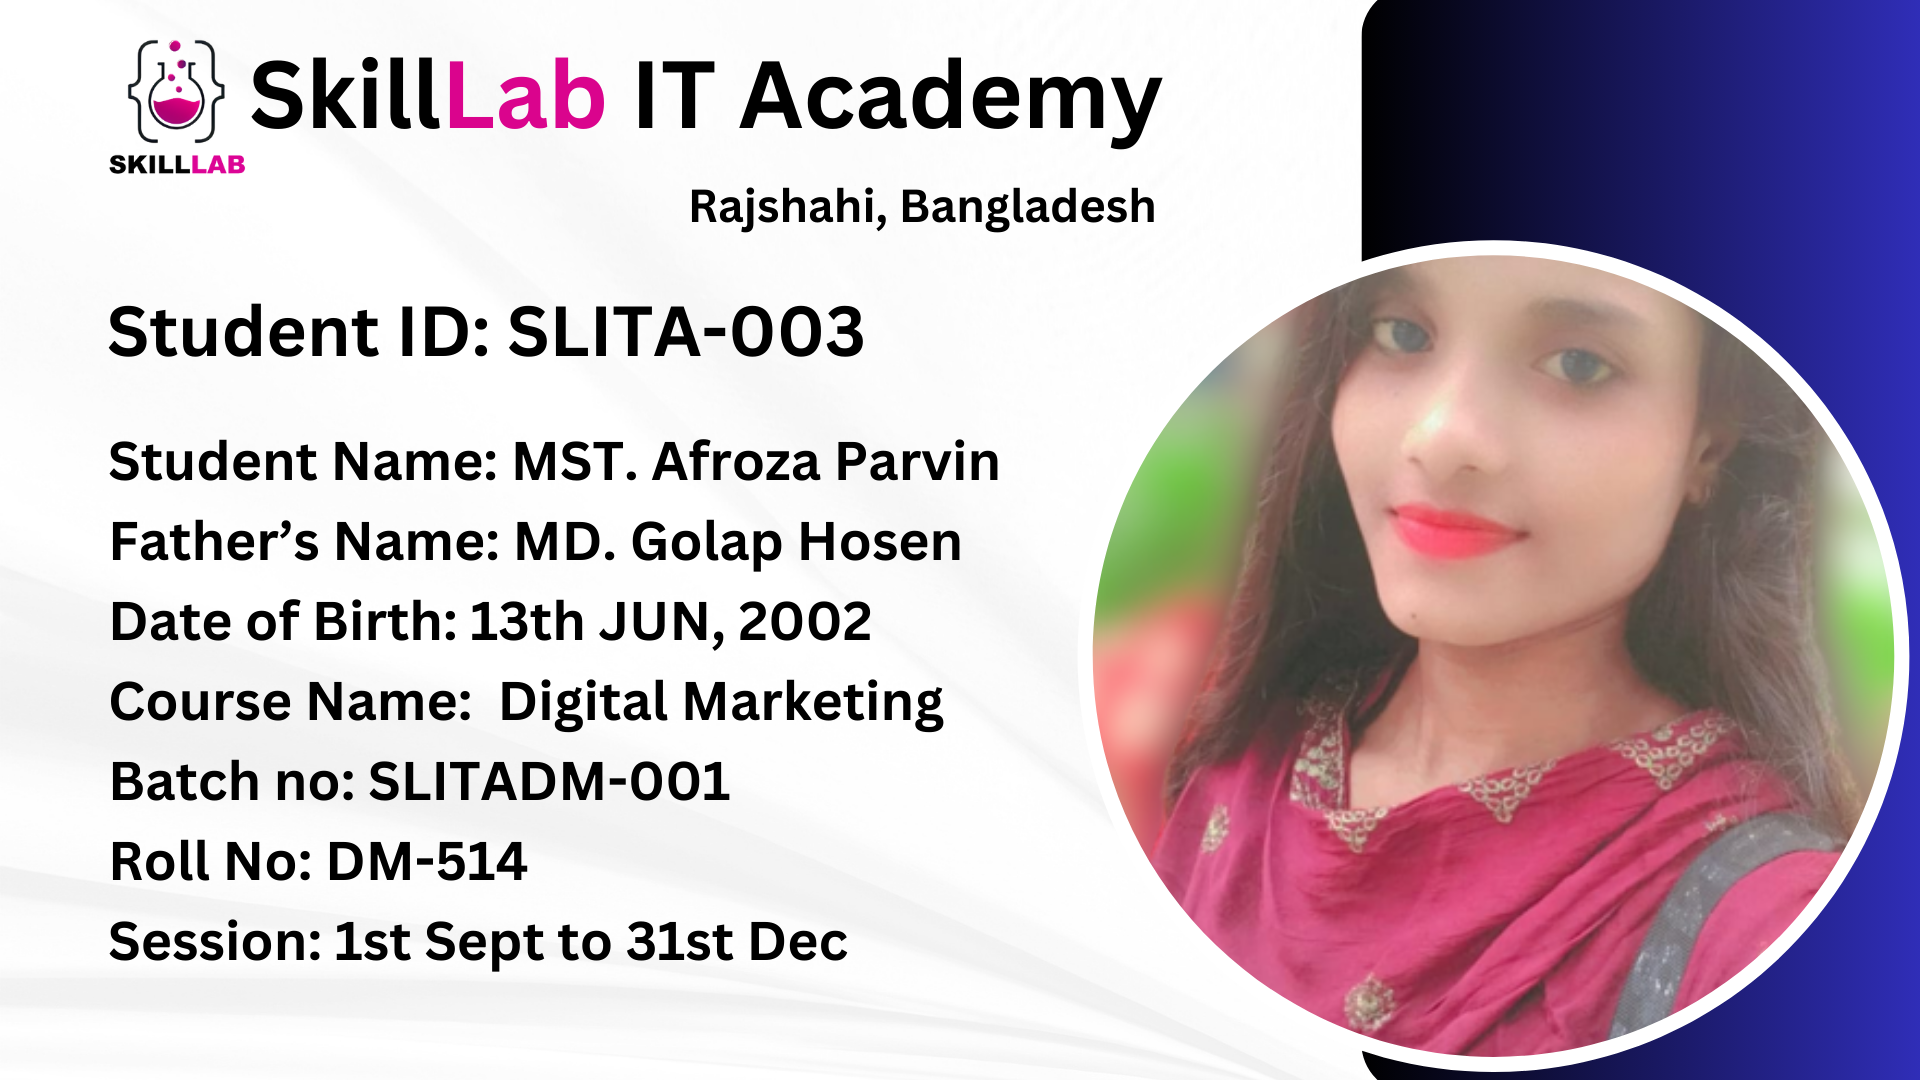 SKILLLAB
SkillLab IT Academy
Rajshahi, Bangladesh
Student ID: SLITA-003
Student Name: MST. Afroza Parvin
Father’s Name: MD. Golap Hosen
Date of Birth: 13th JUN, 2002
Course Name:  Digital Marketing
Batch no: SLITADM-001
Roll No: DM-514
Session: 1st Sept to 31st Dec